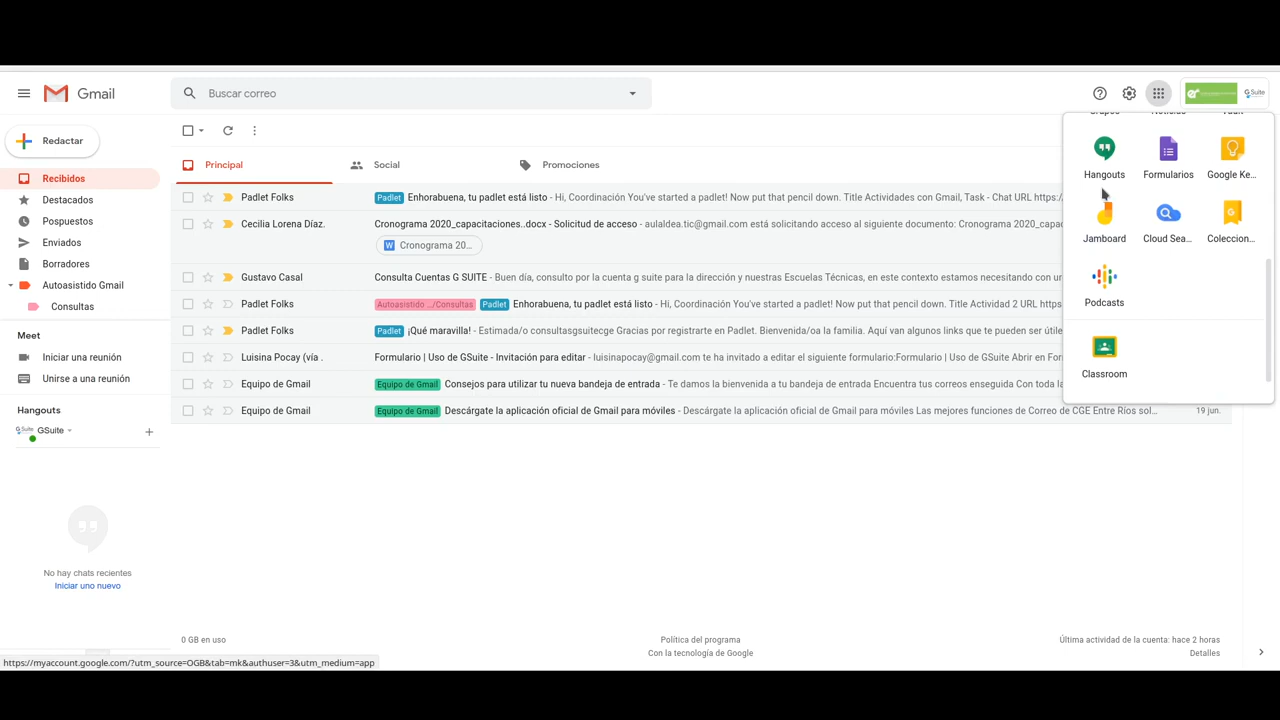 Gmail
Buscar correo
GSuite
Redactar
Principal
Social
Promociones
Recibidos
Destacados
Pospuestos
Enviados
Borradores
Autoasistido Gmail
Consultas
Meet
Iniciar una reunión
Unirse a una reunión
Hangouts
GSuite
No hay chats recientes
Iniciar uno nuevo
Padlet Folks Padlet Enhorabuena, tu padlet está listo - Hi, Coordinación You've started a padlet! Now put that pencil down. Title Actividades con Gmail, Task - Chat URL https:/
Cecilia Lorena Díaz. Cronograma 2020_capacitaciones..docx - Solicitud de acceso - aulaldea.tic@gmail.com está solicitando acceso al siguiente documento: Cronograma 2020_capa
Cronograma 20...
Gustavo Casal Consulta Cuentas G SUITE - Buen día, consulto por la cuenta g suite para la dirección y nuestras Escuelas Técnicas, en este contexto estamos necesitando con ur
Padlet Folks Autoasistido .../Consultas Padlet Enhorabuena, tu padlet está listo - Hi, Coordinación You've started a padlet! Now put that pencil down. Title Actividad 2 URL https
Padlet Folks Padlet ¡Qué maravilla! - Estimada/o consultasgsuitecge Gracias por registrarte en Padlet. Bienvenida/oa la familia. Aquí van algunos links que te pueden ser útile
Luisina Pocay (vía . Formulario | Uso de GSuite - Invitación para editar - luisinapocay@gmail.com te ha invitado a editar el siguiente formulario:Formulario | Uso de GSuite Abrir en For
Equipo de Gmail Equipo de Gmail Consejos para utilizar tu nueva bandeja de entrada - Te damos la bienvenida a tu bandeja de entrada Encuentra tus correos enseguida Con toda la
Equipo de Gmail Equipo de Gmail Descárgate la aplicación oficial de Gmail para móviles - Descárgate la aplicación oficial de Gmail para móviles Las mejores funciones de Correo de CGE Entre Ríos sol... 19 jun.
Hangouts Formularios Google Ke...
Jamboard Cloud Sea... Coleccion...
Podcasts
Classroom
0 GB en uso
Política del programa
Con la tecnología de Google
Última actividad de la cuenta: hace 2 horas
Detalles
https://myaccount.google.com/?utm_source=OGB&tab=mk&authuser=3&utm_medium=app